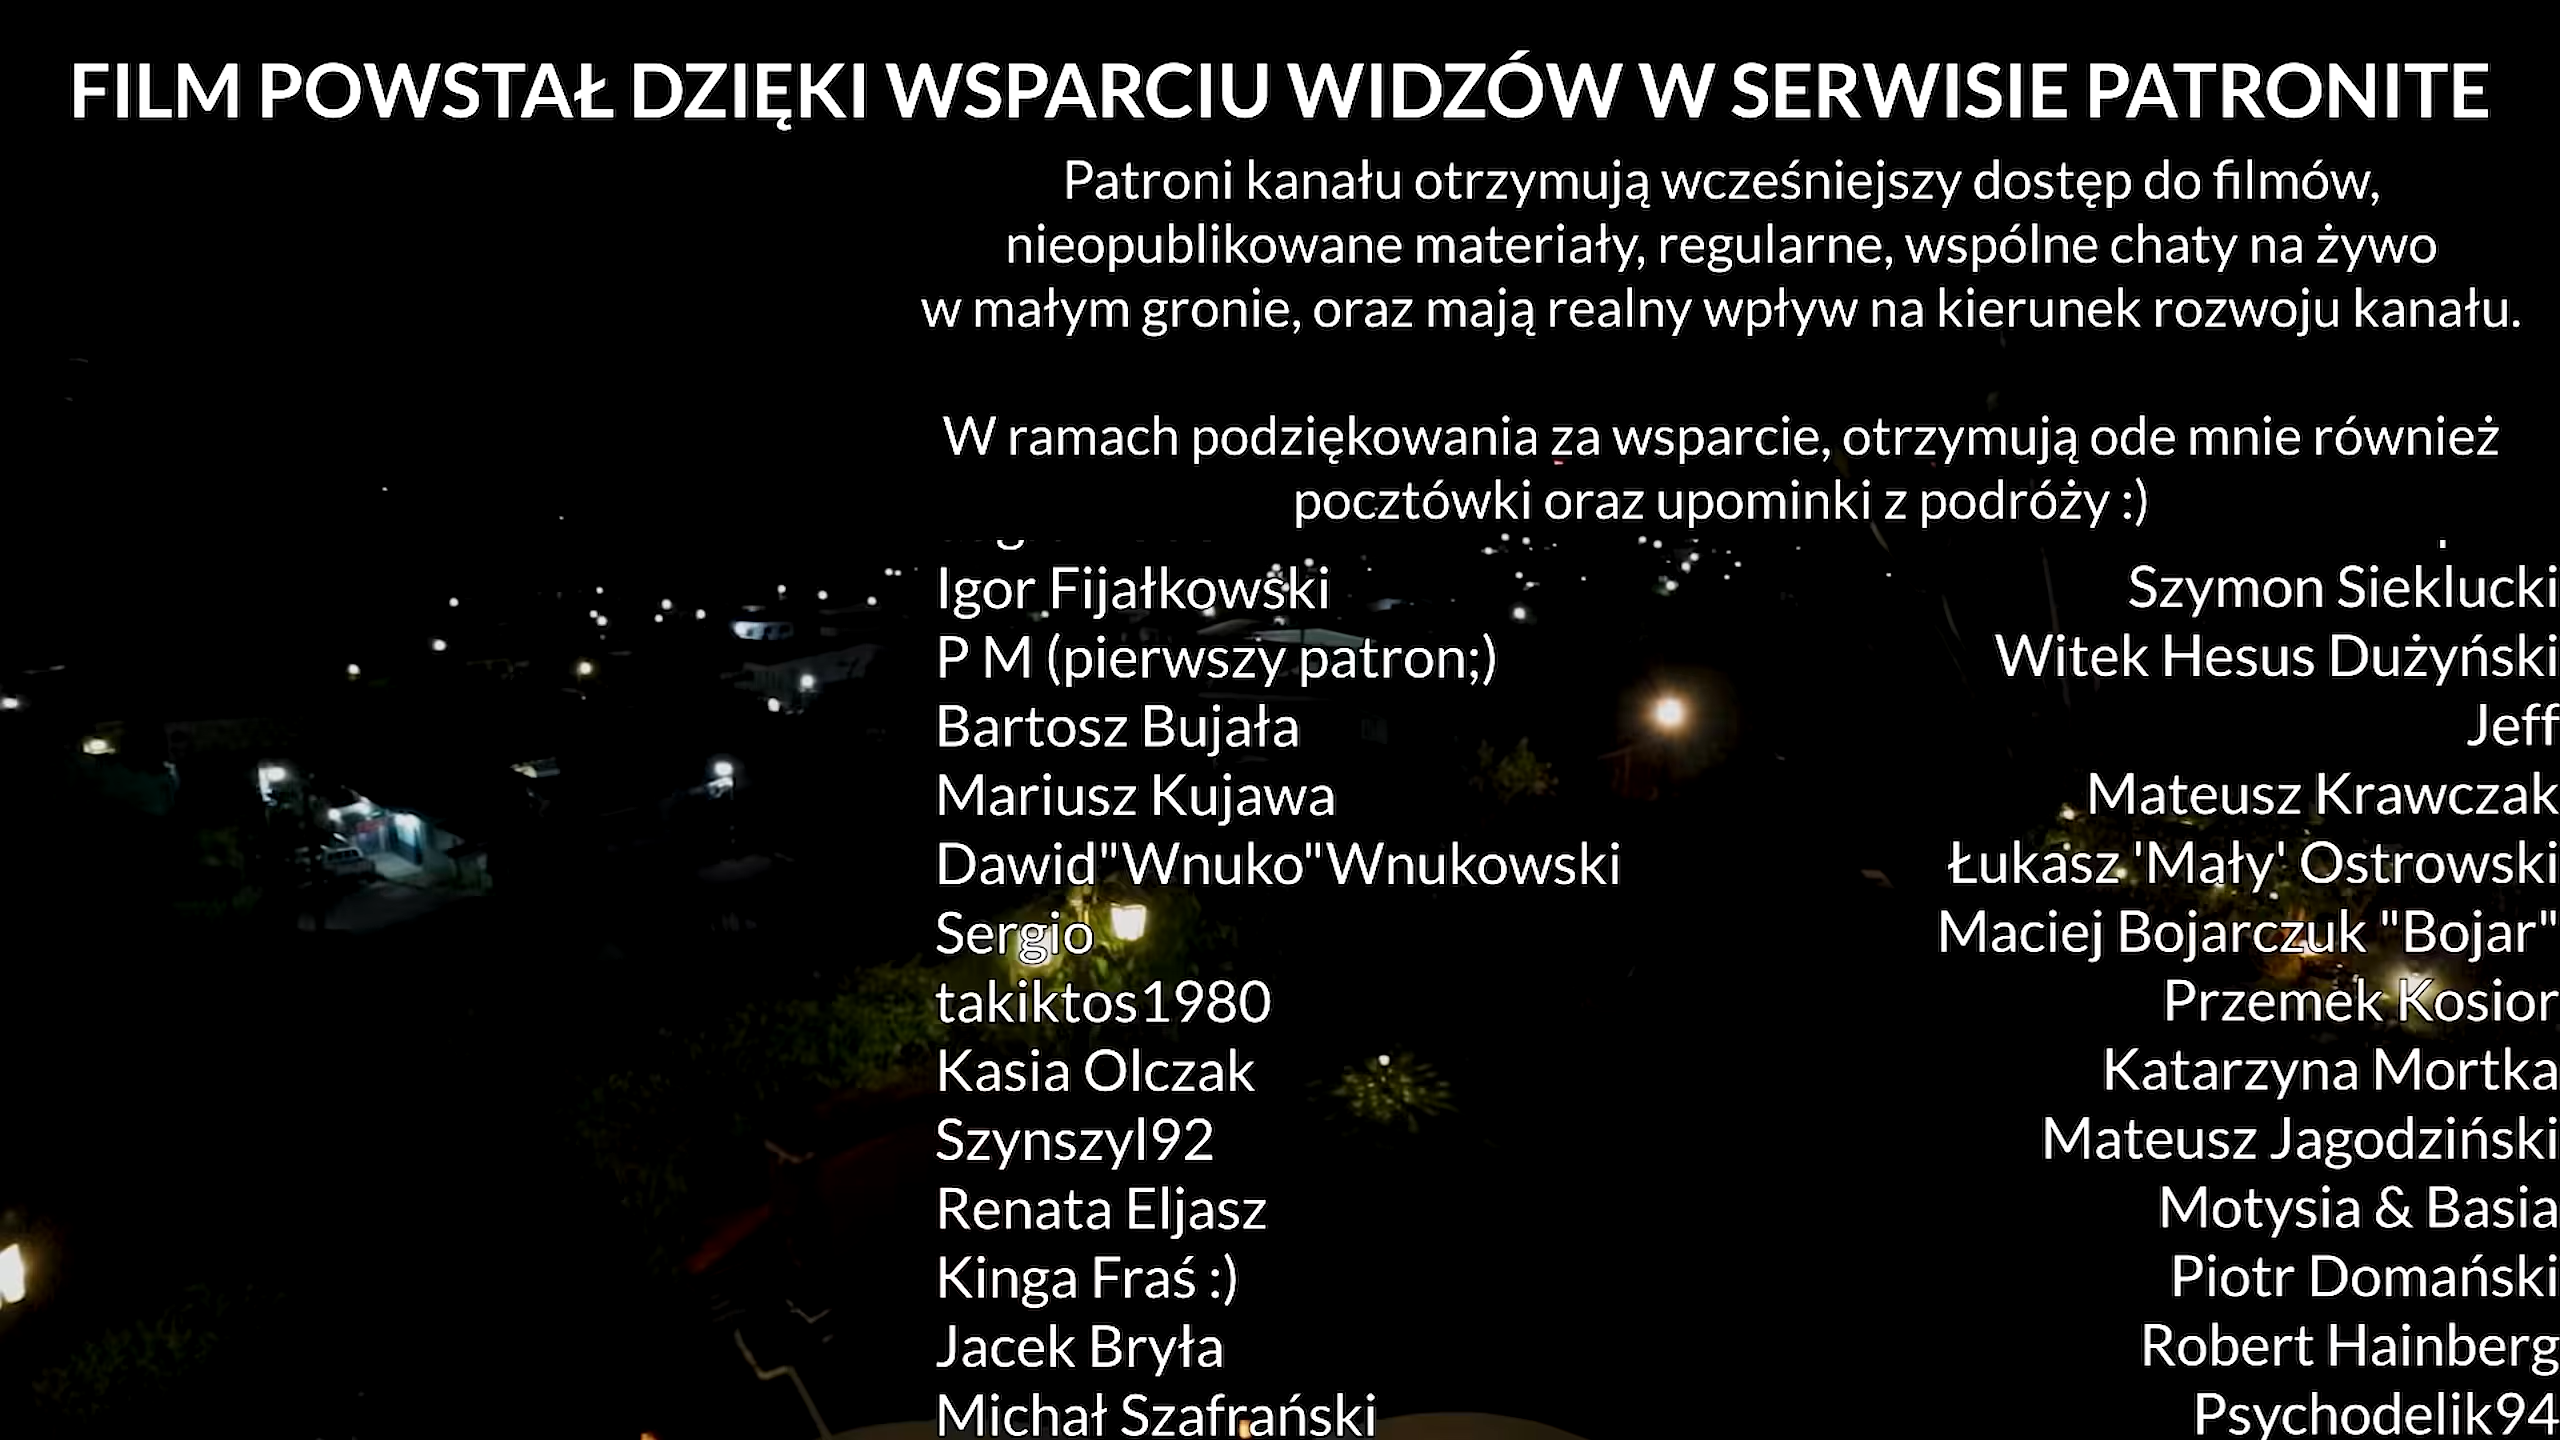 FILM POWSTAŁ DZIĘKI WSPARCIU WIDZÓW W SERWISIE PATRONITE
Patroni kanału otrzymują wcześniejszy dostęp do filmów,
nieopublikowane materiały, regularne, wspólne chaty na żywo
w małym gronie, oraz mają realny wpływ na kierunek rozwoju kanału.
W ramach podziękowania za wsparcie, otrzymują ode mnie również
pocztówki oraz upominki z podróży :)
Igor Fijałkowski
P M (pierwszy patron;)
Bartosz Bujała
Mariusz Kujawa
Dawid"Wnuko"Wnukowski
Sergio
takiktos1980
Kasia Olczak
Szynszyl92
Renata Eljasz
Kinga Fraś :)
Jacek Bryła
Michał Szafrański
Szymon Sieklucki
Witek Hesus Dużyński
Jeff
Mateusz Krawczak
Łukasz 'Mały' Ostrowski
Maciej Bojarczuk "Bojar"
Przemek Kosior
Katarzyna Mortka
Mateusz Jagodziński
Motysia & Basia
Piotr Domański
Robert Hainberg
Psychodelik94